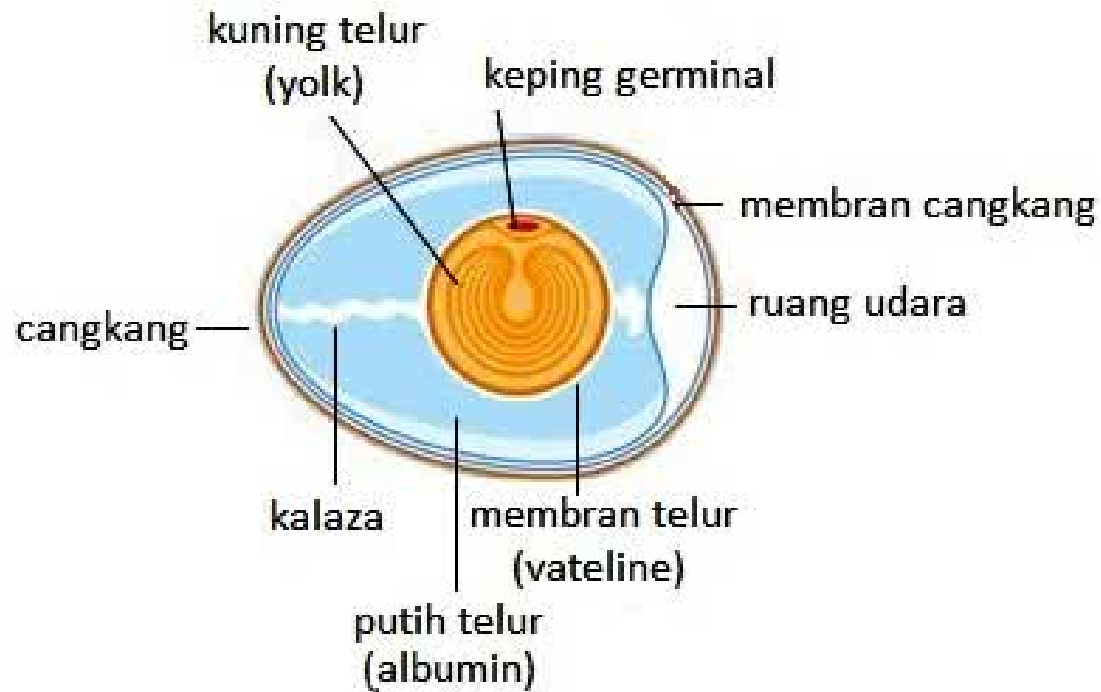 kuning telur
(yolk)
keping germinal
membran cangkang
ruang udara
cangkang
kalaza
membran telur
(vateline)
putih telur
(albumin)